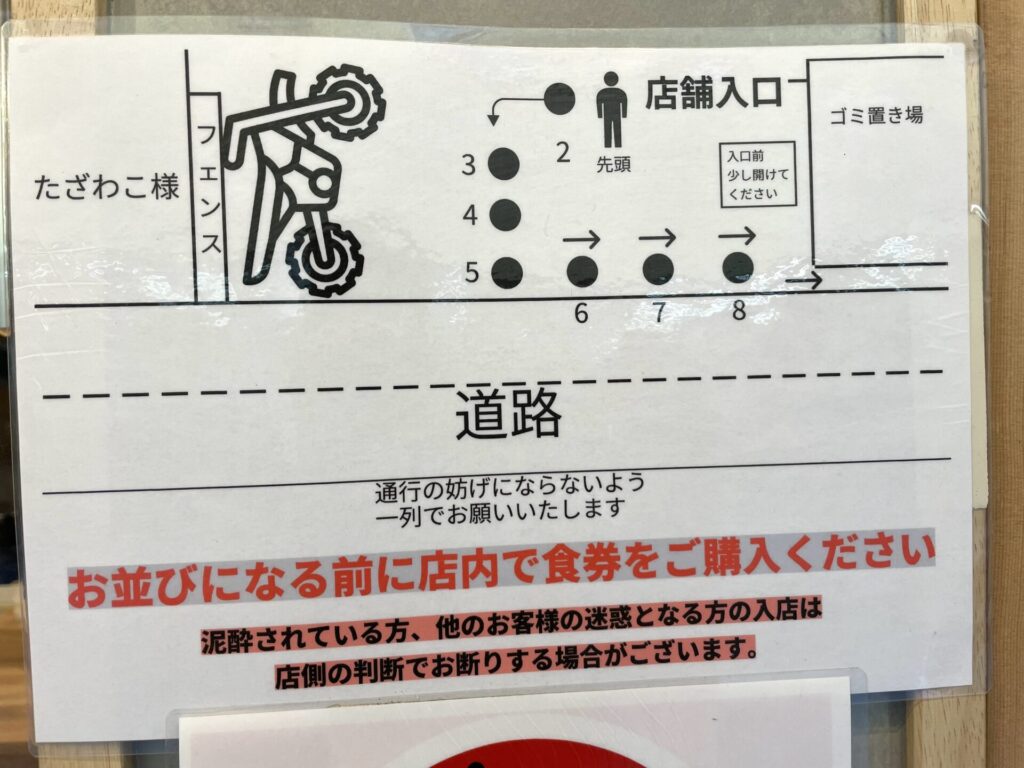 店舗入口
ゴミ置き場
先頭
入口前
少し開けて
ください
たざわこ様
フェンス
2
3
4
5
6
7
8
道路
通行の妨げにならないよう
一列でお願いいたします
お並びになる前に店内で食券をご購入ください
泥酔されている方、他のお客様の迷惑となる方の入店は
店側の判断でお断りする場合がございます。